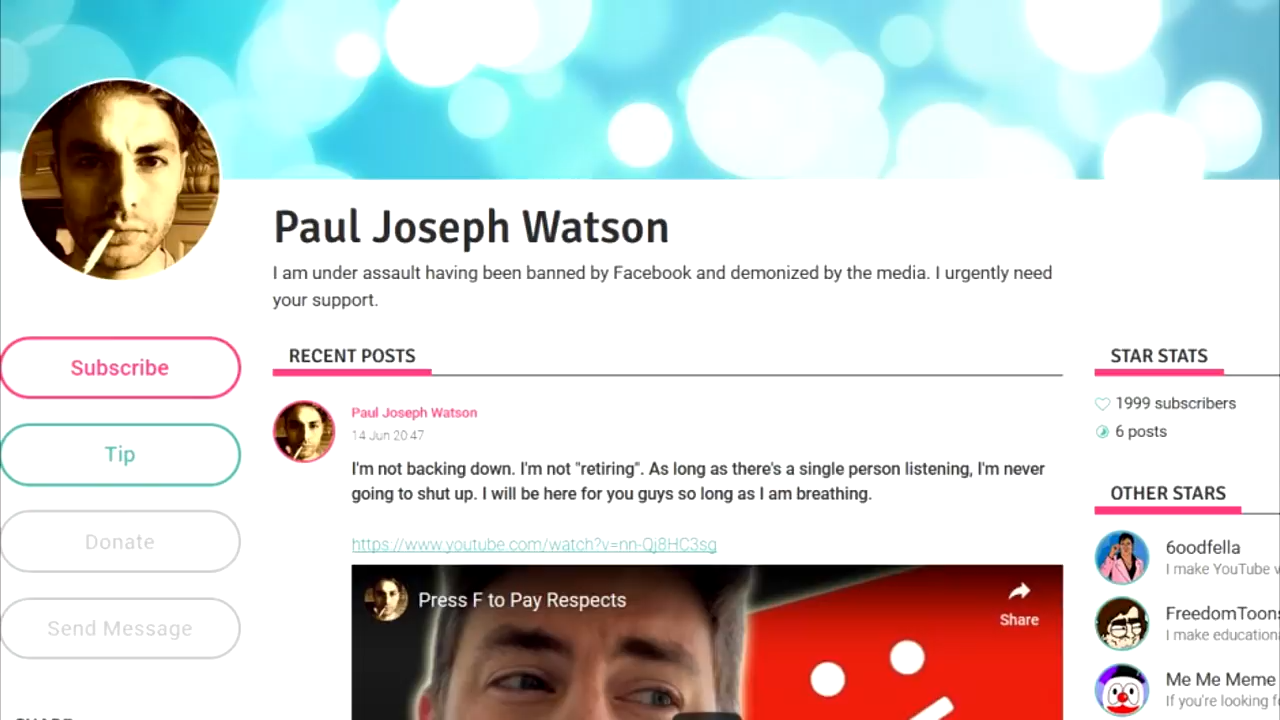 Paul Joseph Watson
I am under assault having been banned by Facebook and demonized by the media. I urgently need
your support.
Subscribe
Tip
Donate
Send Message
RECENT POSTS
Paul Joseph Watson
14 Jun 20:47
I'm not backing down. I'm not "retiring". As long as there's a single person listening, I'm never
going to shut up. I will be here for you guys so long as I am breathing.
https://www.youtube.com/watch?v=nn-Qj8HC3sg
Press F to Pay Respects
Share
STAR STATS
1999 subscribers
6 posts
OTHER STARS
6oodfella
I make YouTube v
FreedomToons
I make educationa
Me Me Meme
If you're looking f